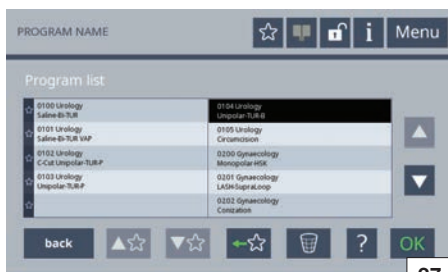 PROGRAM NAME
i
Menu
Program list
0100 Urology
Saline-Bi-TUR
0101 Urology
Saline-Bi-TUR VAP
0102 Urology
C-Cut Unipolar-TUR-P
0103 Urology
Unipolar-TUR-P
0104 Urology
Unipolar-TUR-B
0105 Urology
Circumcision
0200 Gynaecology
Monopolar-HSK
0201 Gynaecology
LASH-SupraLoop
0202 Gynaecology
Conization
back
?
OK